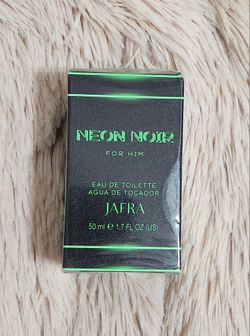 NEON NOIR
FOR HIM
EAU DE TOILETTE
AGUA DE TOCADOR
JAFRA
50 ml ℮ 1.7 FL OZ (US)